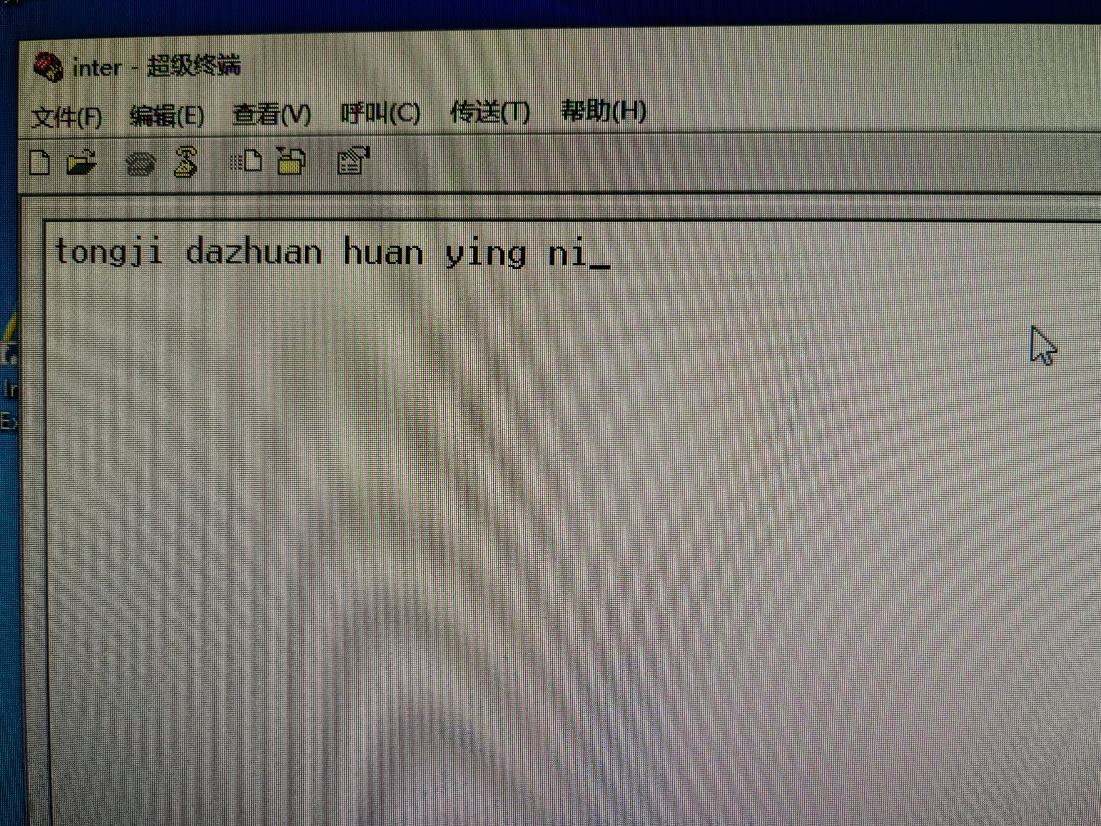 inter - 超级终端
文件(F) 编辑(E) 查看(V) 呼叫(C) 传送(T) 帮助(H)
tongji dazhuan huan ying ni_